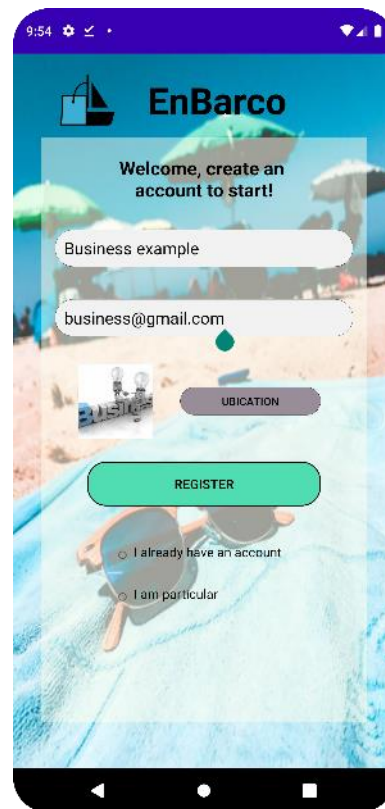 9:54
EnBarco
Welcome, create an
account to start!
Business example
business@gmail.com
UBICATION
REGISTER
I already have an account
I am particular